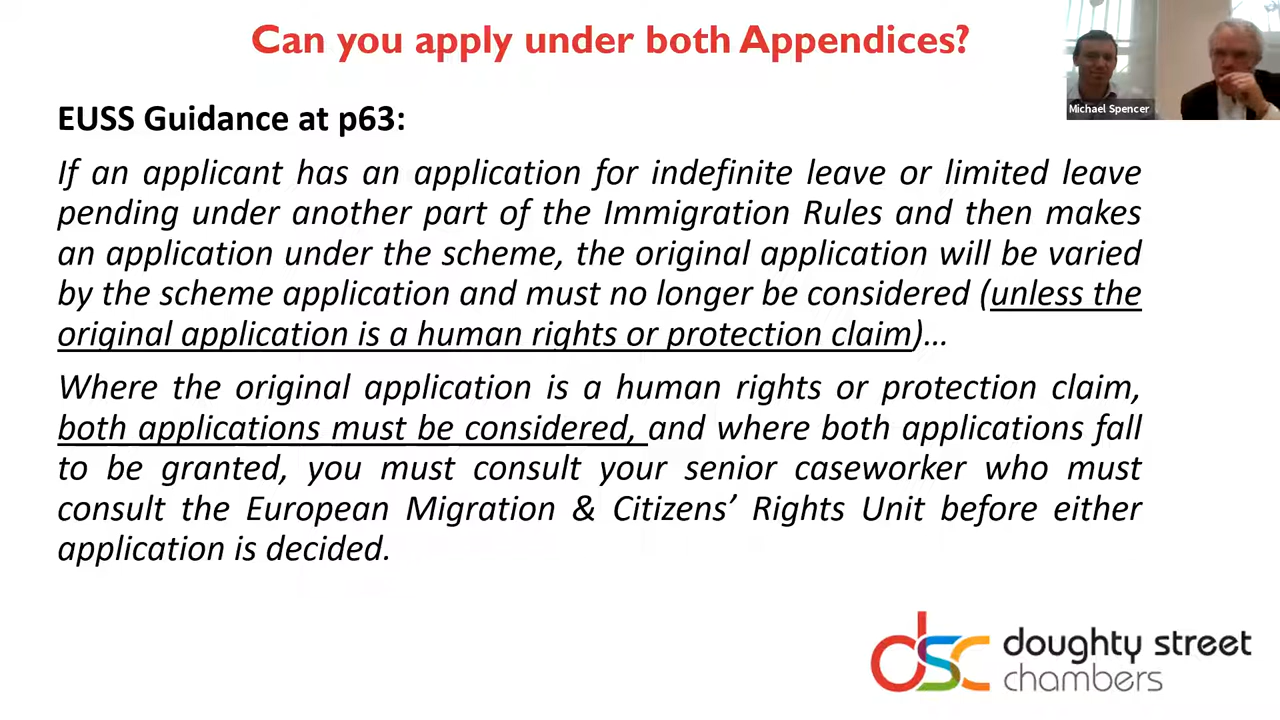 Can you apply under both Appendices?
Michael Spencer
EUSS Guidance at p63:
If an applicant has an application for indefinite leave or limited leave
pending under another part of the Immigration Rules and then makes
an application under the scheme, the original application will be varied
by the scheme application and must no longer be considered (unless the
original application is a human rights or protection claim)…
Where the original application is a human rights or protection claim,
both applications must be considered, and where both applications fall
to be granted, you must consult your senior caseworker who must
consult the European Migration & Citizens’ Rights Unit before either
application is decided.
dsc doughty street
chambers